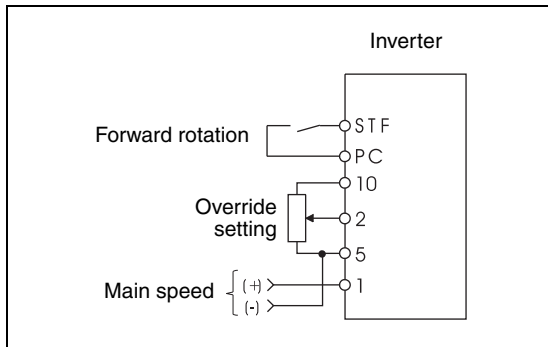 Inverter
Forward rotation
STF
PC
10
Override
setting
2
5
Main speed
(+)
(-)
1